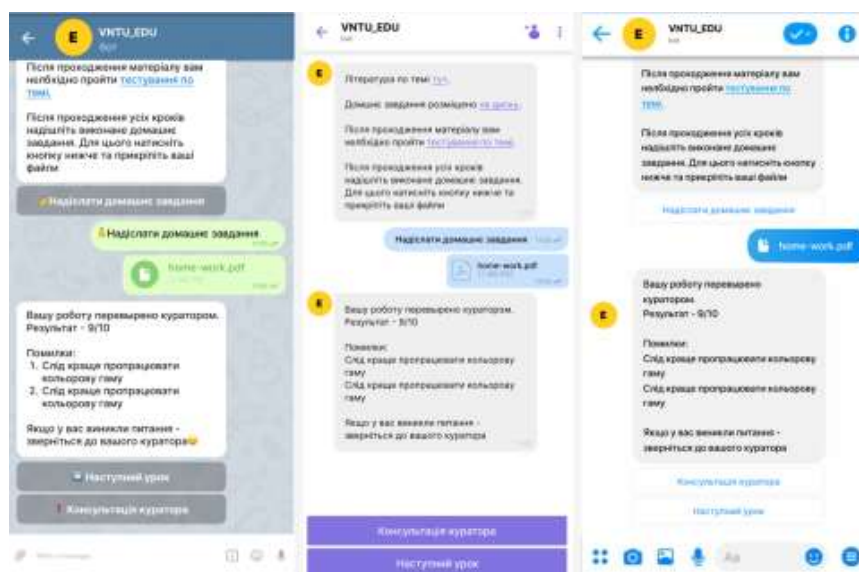 VNTU_EDU
бот
Після проходження матеріалу вам
необхідно пройти тестування по
темі.
Після проходження усіх кроків
надішліть виконане домашнє
завдання. Для цього натисніть
кнопку нижче та прикріпіть ваші
файли
Надіслати домашнє завдання
Надіслати домашнє завдання
home-work.pdf
Вашу роботу перевырено куратором.
Результат - 9/10
Помилки:
1. Слід краще пропрацювати
кольорову гаму
2. Слід краще пропрацювати
кольорову гаму
Якщо у вас виникли питання -
зверніться до вашого куратора
Наступний урок
Консультація куратора
VNTU_EDU
E
Література по темі тут.
Домашнє завдання розміщено на диску.
Після проходження матеріалу вам
необхідно пройти тестування по темі.
Після проходження усіх кроків
надішліть виконане домашнє завдання.
Для цього натисніть кнопку нижче та
прикріпіть ваші файли
Надіслати домашнє завдання
home-work.pdf
E
Вашу роботу перевырено куратором.
Результат - 9/10
Помилки:
Слід краще пропрацювати кольорову
гаму
Слід краще пропрацювати кольорову
гаму
Якщо у вас виникли питання -
зверніться до вашого куратора
Консультація куратора
Наступний урок
E
VNTU_EDU
Після проходження матеріалу вам
необхідно пройти тестування по
темі.
Після проходження усіх кроків
надішліть виконане домашнє
завдання. Для цього натисніть кнопку
нижче та прикріпіть ваші файли
Надіслати домашнє завдання
home-work.pdf
Вашу роботу перевырено
куратором.
Результат - 9/10
E
Помилки:
Слід краще пропрацювати кольорову
гаму
Слід краще пропрацювати кольорову
гаму
Якщо у вас виникли питання -
зверніться до вашого куратора
Консультація куратора
Наступний урок
Aa